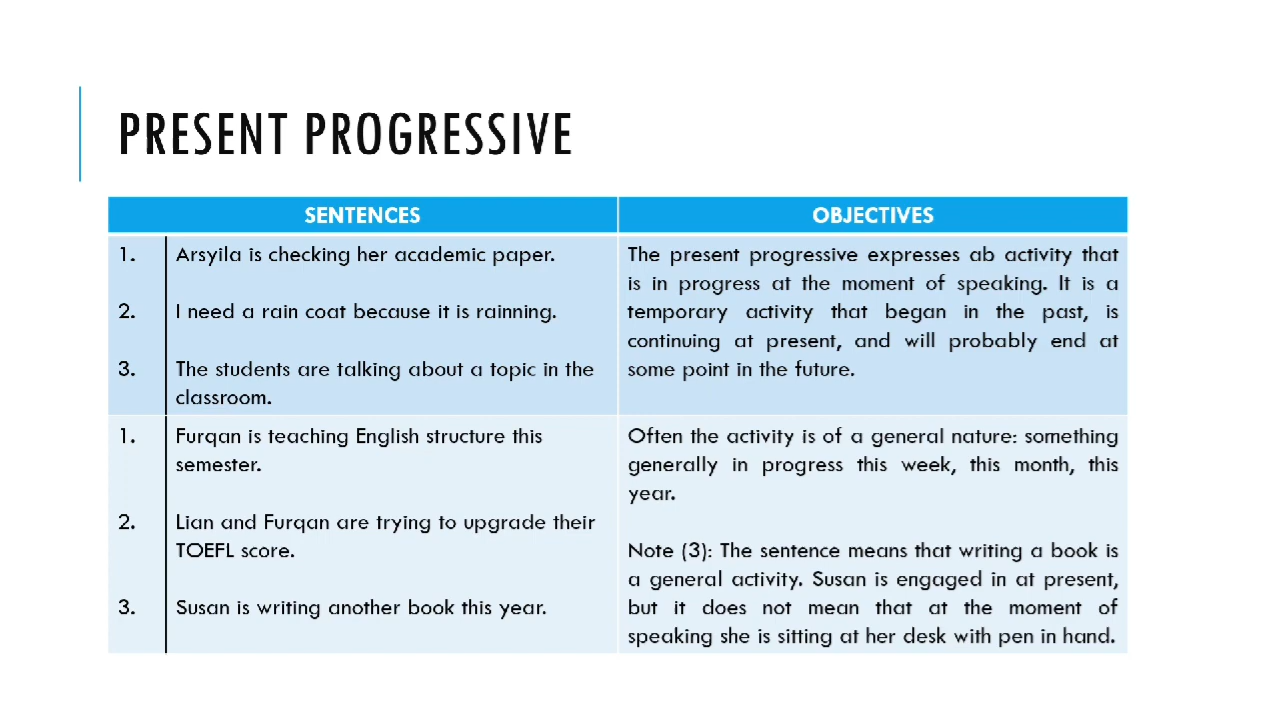 PRESENT PROGRESSIVE
SENTENCES
OBJECTIVES
1. Arsyila is checking her academic paper.
2. I need a rain coat because it is rainning.
3. The students are talking about a topic in the
classroom.
The present progressive expresses ab activity that
is in progress at the moment of speaking. It is a
temporary activity that began in the past, is
continuing at present, and will probably end at
some point in the future.
1. Furqan is teaching English structure this
semester.
2. Lian and Furqan are trying to upgrade their
TOEFL score.
3. Susan is writing another book this year.
Often the activity is of a general nature: something
generally in progress this week, this month, this
year.
Note (3): The sentence means that writing a book is
a general activity. Susan is engaged in at present,
but it does not mean that at the moment of
speaking she is sitting at her desk with pen in hand.